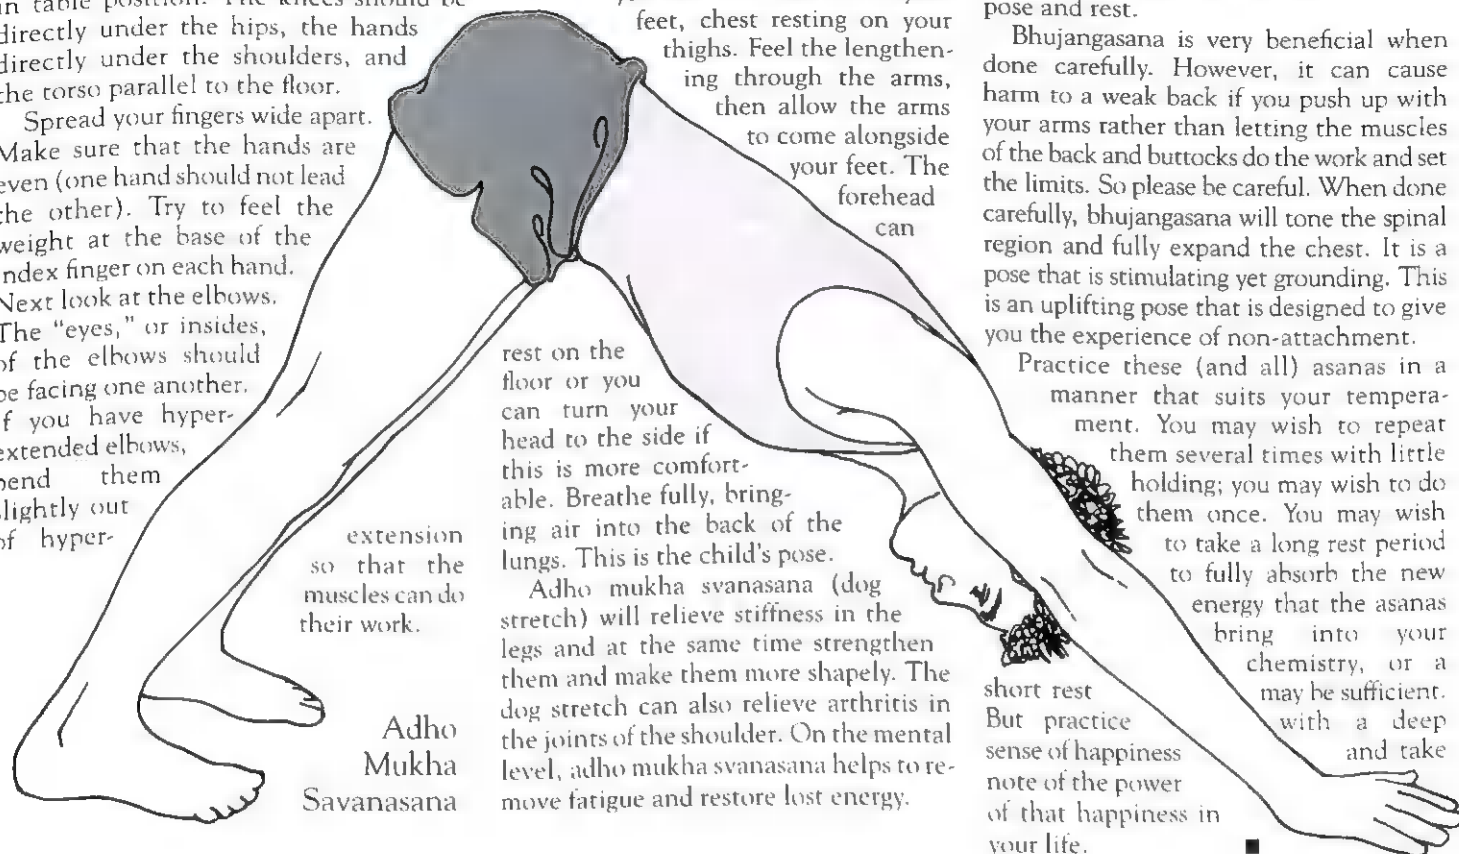 in table position. The knees should be
directly under the hips, the hands
directly under the shoulders, and
the torso parallel to the floor.
Spread your fingers wide apart.
Make sure that the hands are
even (one hand should not lead
the other). Try to feel the
weight at the base of the
index finger on each hand.
Next look at the elbows.
The "eyes," or insides,
of the elbows should
be facing one another.
If you have hyper-
extended elbows,
bend them
slightly out
of hyper-
extension
so that the
muscles can do
their work.
Adho
Mukha
Savanasana
feet, chest resting on your
thighs. Feel the lengthen-
ing through the arms,
then allow the arms
to come alongside
your feet. The
forehead
can
rest on the
floor or you
can turn your
head to the side if
this is more comfort-
able. Breathe fully, bring-
ing air into the back of the
lungs. This is the child's pose.
Adho mukha svanasana (dog
stretch) will relieve stiffness in the
legs and at the same time strengthen
them and make them more shapely. The
dog stretch can also relieve arthritis in
the joints of the shoulder. On the mental
level, adho mukha svanasana helps to re-
move fatigue and restore lost energy.
pose and rest.
Bhujangasana is very beneficial when
done carefully. However, it can cause
harm to a weak back if you push up with
your arms rather than letting the muscles
of the back and buttocks do the work and set
the limits. So please be careful. When done
carefully, bhujangasana will tone the spinal
region and fully expand the chest. It is a
pose that is stimulating yet grounding. This
is an uplifting pose that is designed to give
you the experience of non-attachment.
Practice these (and all) asanas in a
manner that suits your tempera-
ment. You may wish to repeat
them several times with little
holding; you may wish to do
them once. You may wish
to take a long rest period
to fully absorb the new
energy that the asanas
bring into your
chemistry, or a
short rest may be sufficient.
But practice with a deep
sense of happiness and take
note of the power
of that happiness in
your life.